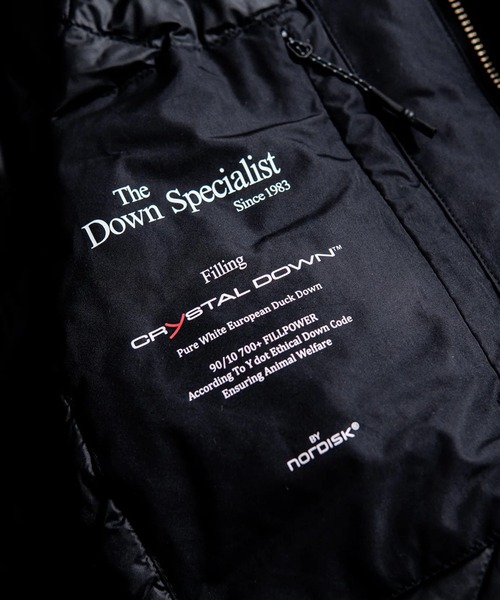 The
Down Specialist
Since 1983
Filling
CRYSTAL DOWN™
Pure White European Duck Down
90/10 700+ FILLPOWER
According To Y dot Ethical Down Code
Ensuring Animal Welfare
BY
NORDISK®